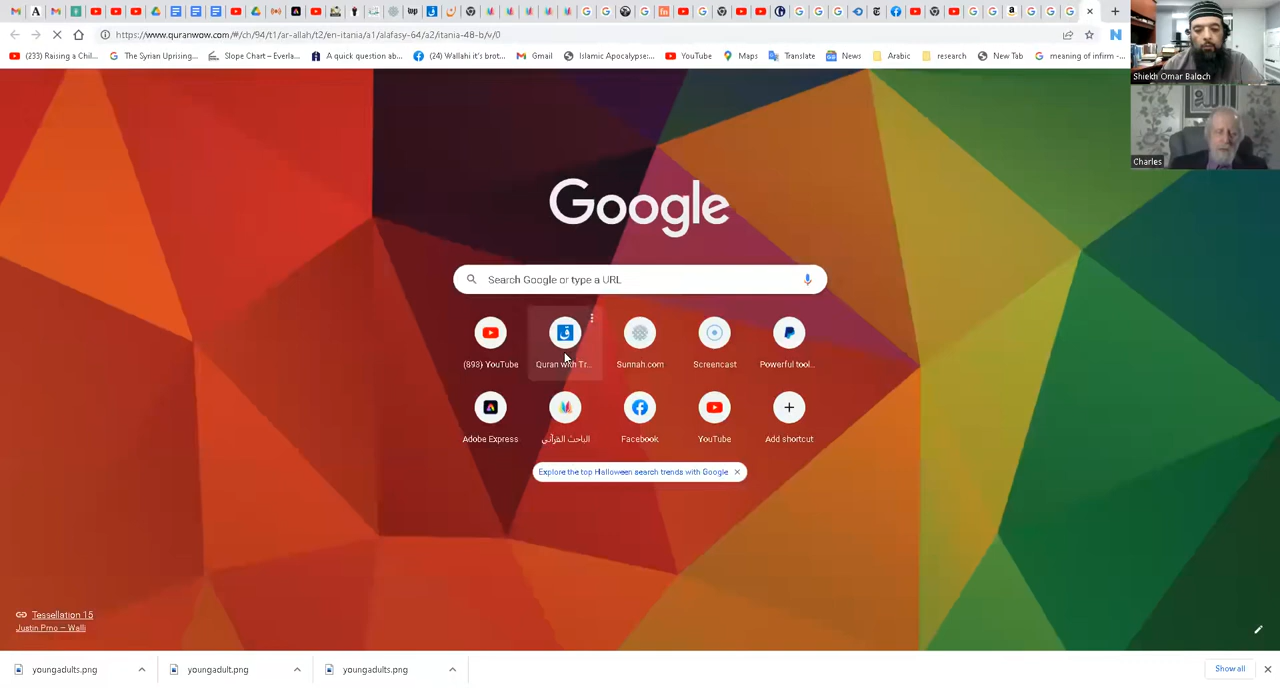 https://www.quranwow.com/#/ch/94/t1/ar-allah/t2/en-itania/a1/alafasy-64/a2/itania-48-b/v/0
(233) Raising a Chil...
The Syrian Uprising...
Slope Chart – Everla...
A quick question ab...
(24) Wallahi it's brot...
Gmail
Islamic Apocalypse:...
YouTube
Maps
Translate
News
Arabic
research
New Tab
meaning of infirm -...
Shiekh Omar Baloch
Charles
Google
Search Google or type a URL
(893) YouTube
Quran with Tr...
Sunnah.com
Screencast
Powerful tool...
Adobe Express
الباحث القرآني
Facebook
YouTube
Add shortcut
Explore the top Halloween search trends with Google
Tessellation 15
Justin Prno – Walli
youngadults.png
youngadult.png
youngadults.png
Show all